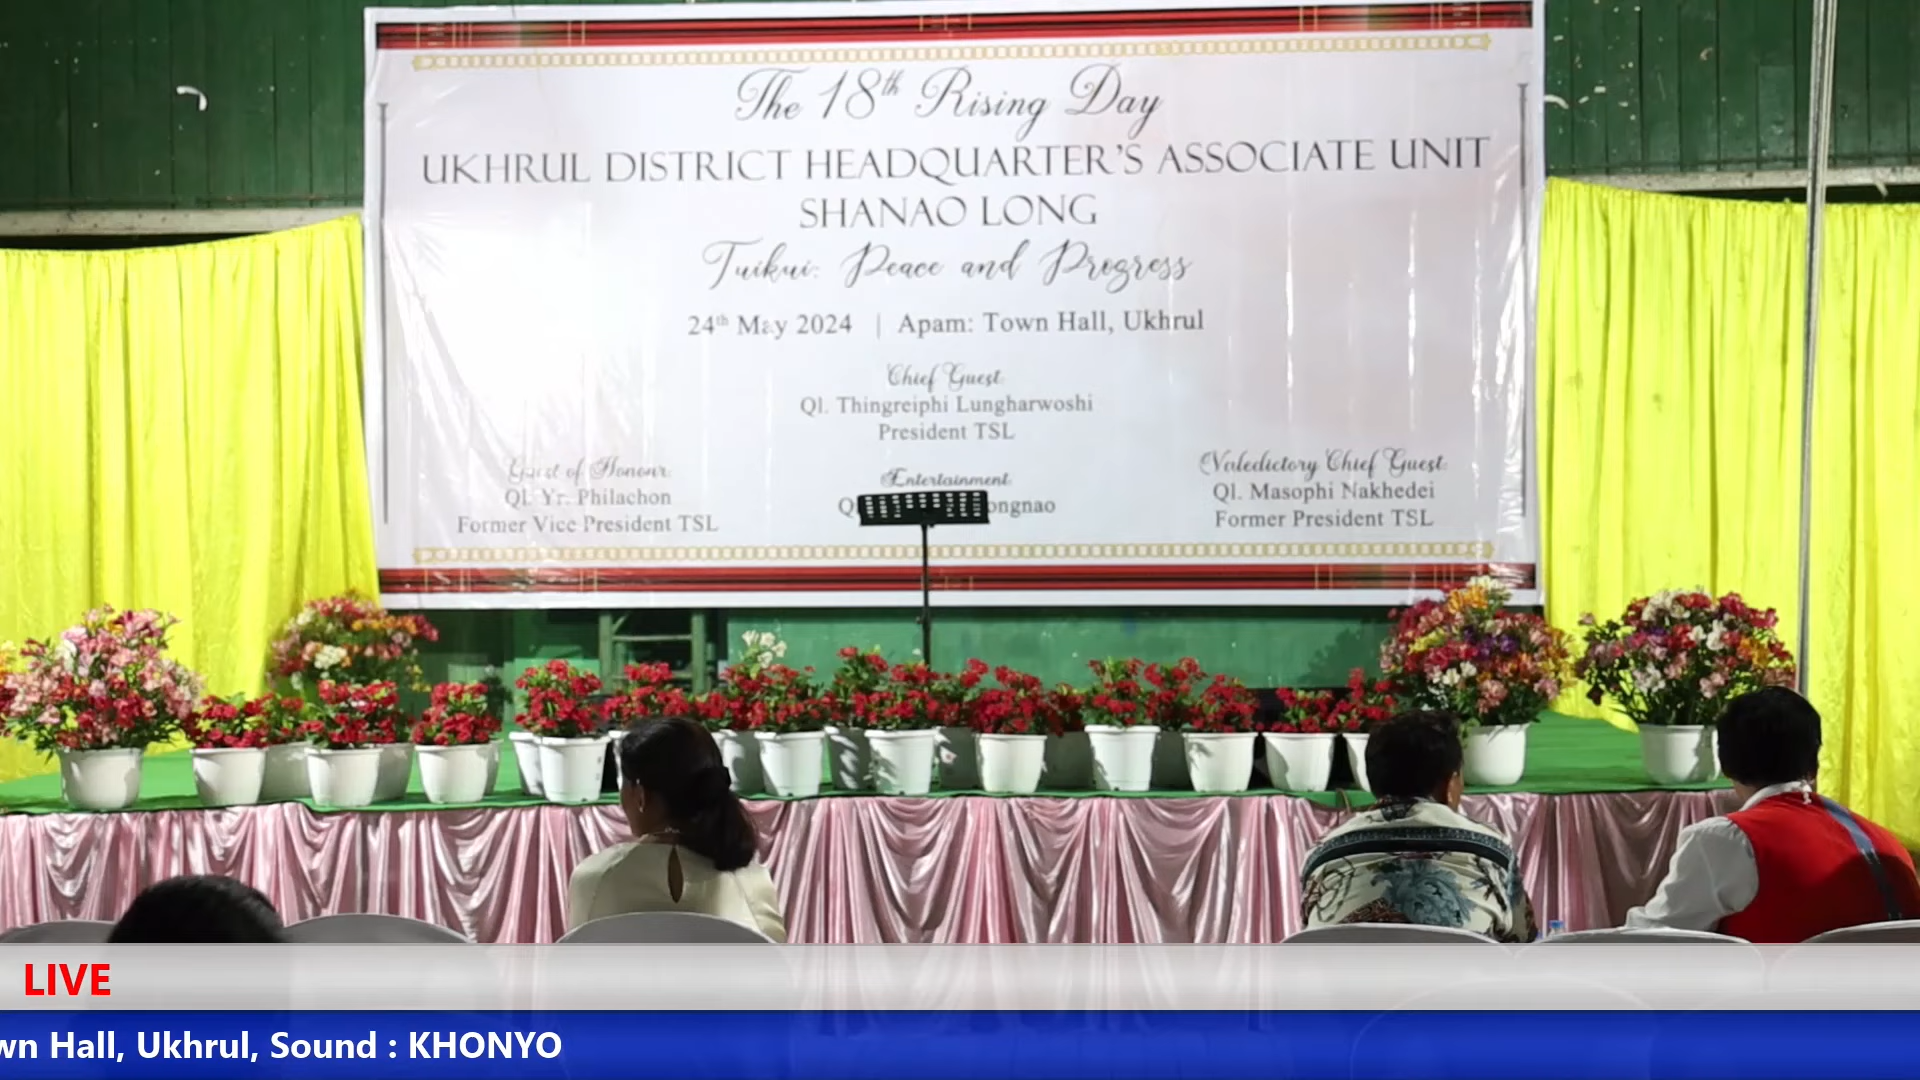 The 18th Rising Day
UKHRUL DISTRICT HEADQUARTER'S ASSOCIATE UNIT
SHANAO LONG
Tuikui: Peace and Progress
24th May 2024 | Apam: Town Hall, Ukhrul
Chief Guest:
Ql. Thingreiphi Lungharwoshi
President TSL
Guest of Honour:
Ql. Yr. Philachon
Former Vice President TSL
Entertainment:
Valedictory Chief Guest:
Ql. Masophi Nakhedei
Former President TSL
LIVE
wn Hall, Ukhrul, Sound : KHONYO